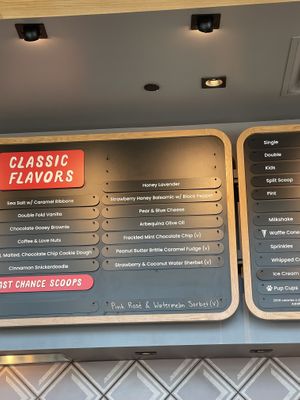 CLASSIC
FLAVORS
Sea Salt w/ Caramel Ribbons
Double Fold Vanilla
Chocolate Gooey Brownie
Coffee & Love Nuts
Malted, Chocolate Chip Cookie Dough
Cinnamon Snickerdoodle
AST CHANCE SCOOPS
Honey Lavender
Strawberry Honey Balsamic w/ Black Pepper
Pear & Blue Cheese
Arbequina Olive Oil
Freckled Mint Chocolate Chip (v)
Peanut Butter Brittle Caramel Fudge (v)
Strawberry & Coconut Water Sherbet (v)
Pink Rosé & Watermelon Sorbet (v)
Single
Double
Kids
Split Scoop
Pint
Milkshake
Waffle Cone
Sprinkles
Whipped C
Ice Cream
Pup Cups